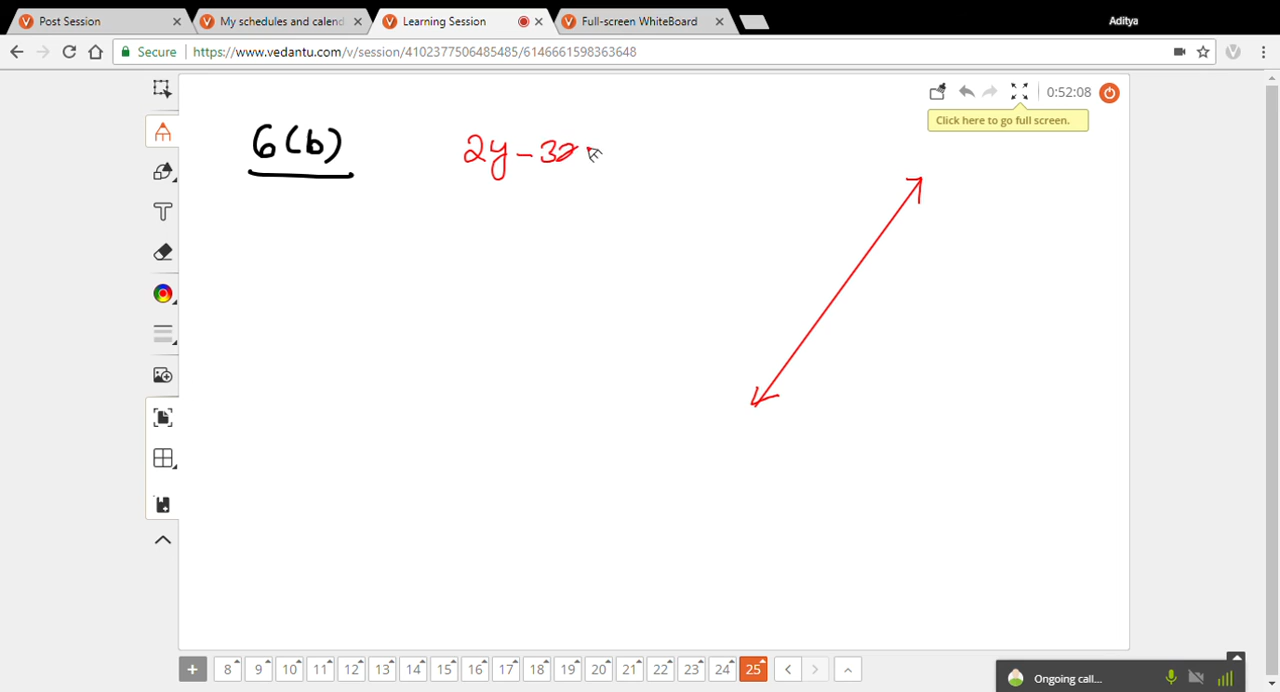 Post Session
My schedules and calend
Learning Session
Full-screen WhiteBoard
Aditya
Secure
https://www.vedantu.com/v/session/4102377506485485/6146661598363648
0:52:08
Click here to go full screen.
6(b)
2y-3x
8 9 10 11 12 13 14 15 16 17 18 19 20 21 22 23 24 25
Ongoing call...